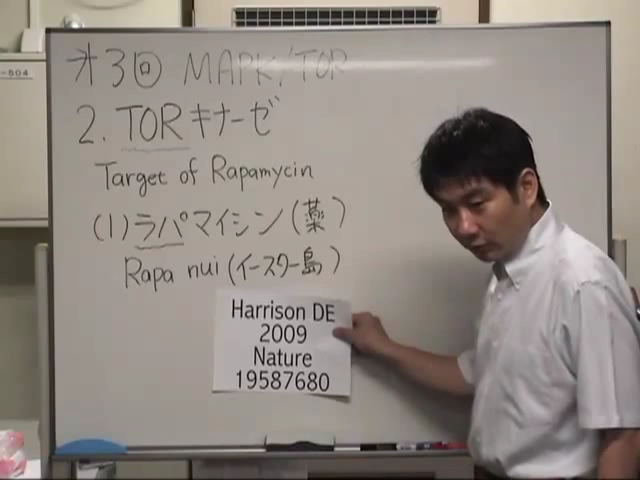 オ3回 MAPK/TOR
2. TORキナーゼ
Target of Rapamycin
(1)ラパマイシン(薬)
Rapa nui(イースター島)
Harrison DE
2009
Nature
19587680
-504